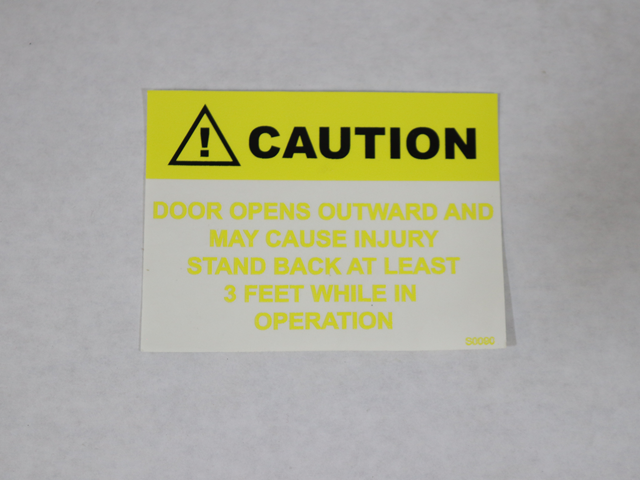 CAUTION
DOOR OPENS OUTWARD AND
MAY CAUSE INJURY
STAND BACK AT LEAST
3 FEET WHILE IN
OPERATION